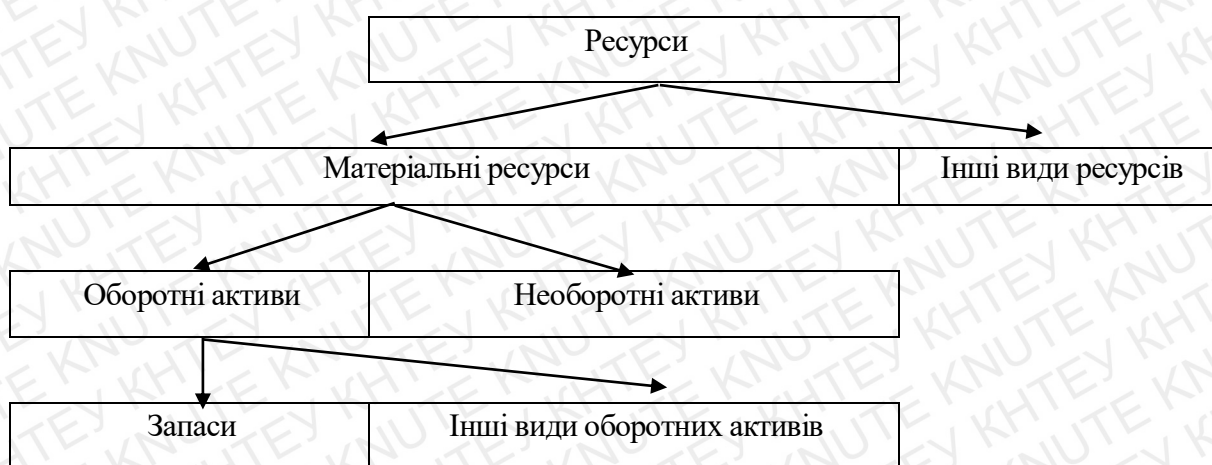 Ресурси
Матеріальні ресурси
Інші види ресурсів
Оборотні активи
Необоротні активи
Запаси
Інші види оборотних активів